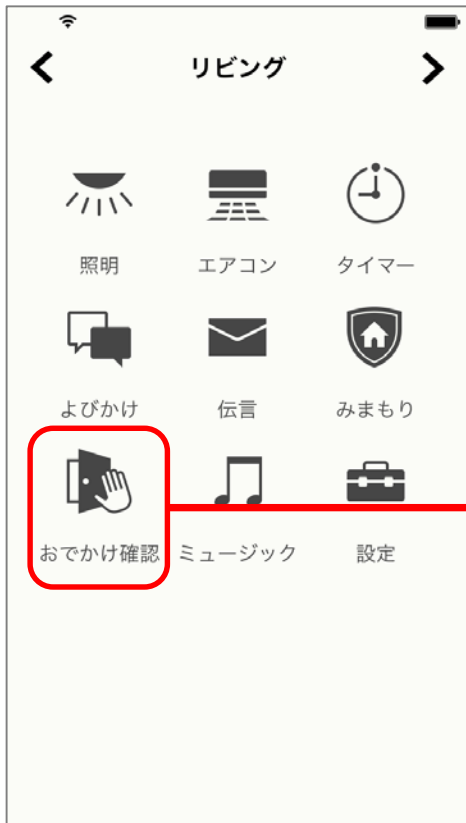 リビング
照明 エアコン タイマー
よびかけ 伝言 みまもり
おでかけ確認 ミュージック 設定